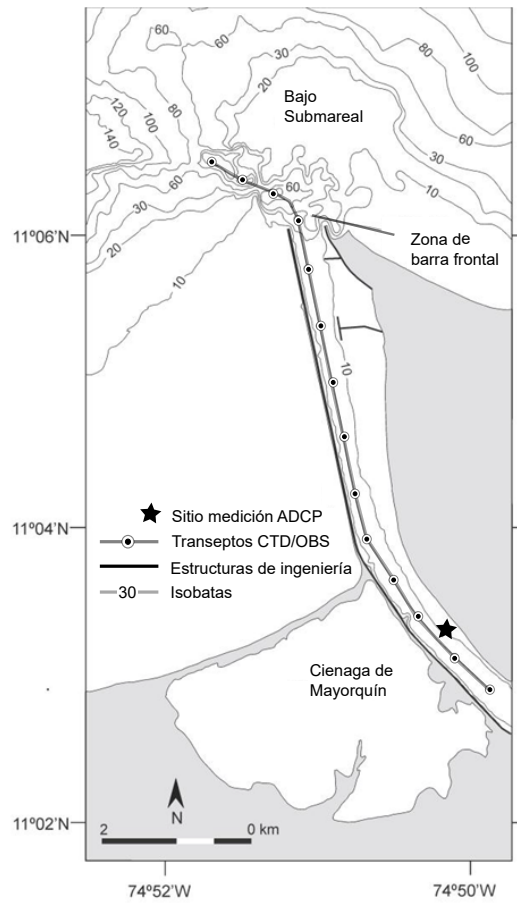 60
60
30
20
80
100
120
100
80
140
Bajo
Submareal
60
60
30
20
60
30
10
10
11º06’N
Zona de
barra frontal
10
Sitio medición ADCP
11º04’N
Transeptos CTD/OBS
Estructuras de ingeniería
30 Isobatas
Cienaga de
Mayorquín
N
2 0 km
11º02’N
74º52’W 74º50’W